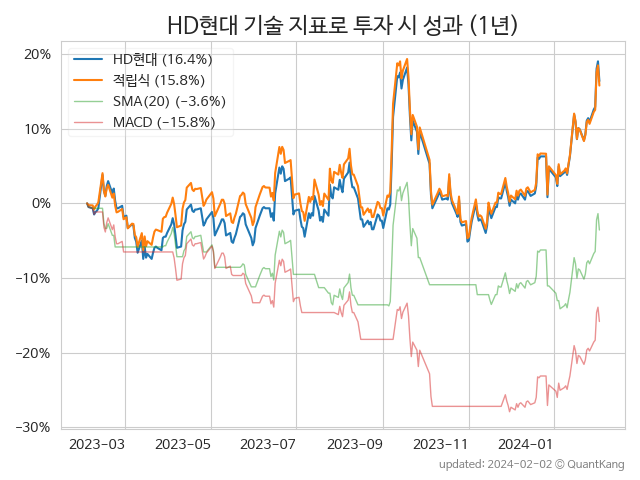 HD현대 기술 지표로 투자 시 성과 (1년)
HD현대 (16.4%)
적립식 (15.8%)
SMA(20) (−3.6%)
MACD (−15.8%)
20%
10%
0%
−10%
−20%
−30%
2023-03 2023-05 2023-07 2023-09 2023-11 2024-01
updated: 2024-02-02 © QuantKang